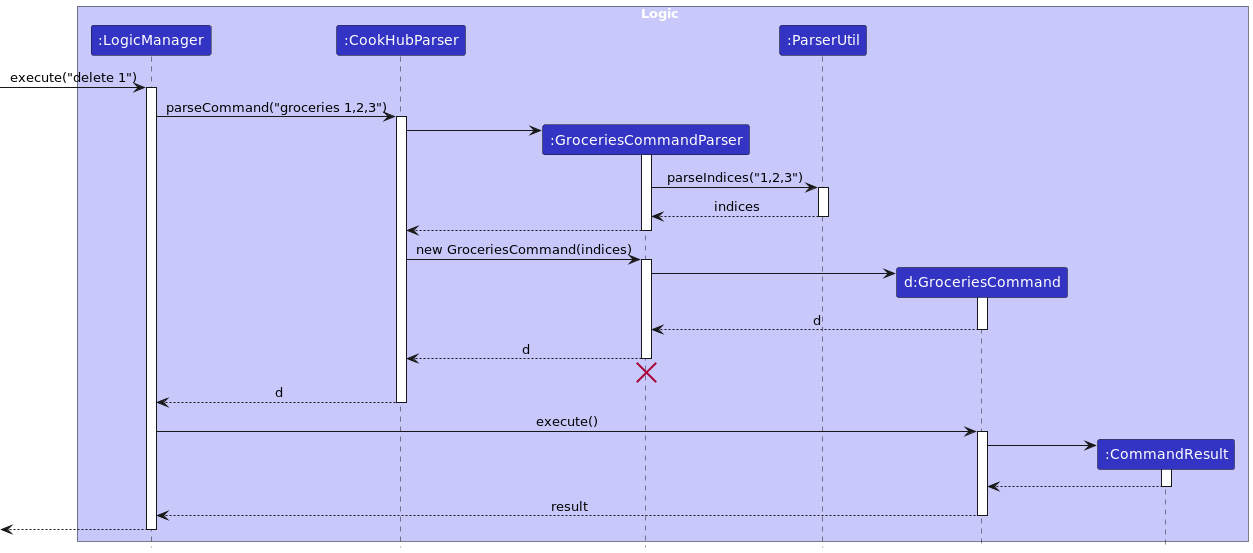 Logic
:LogicManager
:CookHubParser
:ParserUtil
execute("delete 1")
parseCommand("groceries 1,2,3")
:GroceriesCommandParser
parseIndices("1,2,3")
indices
new GroceriesCommand(indices)
d:GroceriesCommand
d
d
d
execute()
:CommandResult
result